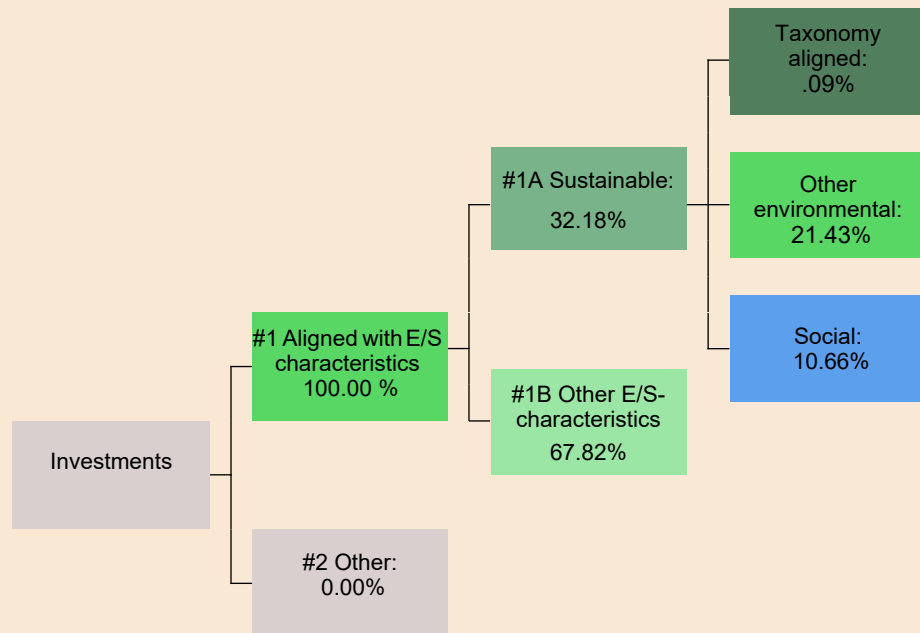 Taxonomy
aligned:
.09%
#1A Sustainable:
32.18%
Other
environmental:
21.43%
#1 Aligned with E/S
characteristics
100.00 %
Social:
10.66%
#1B Other E/S-
characteristics
67.82%
Investments
#2 Other:
0.00%